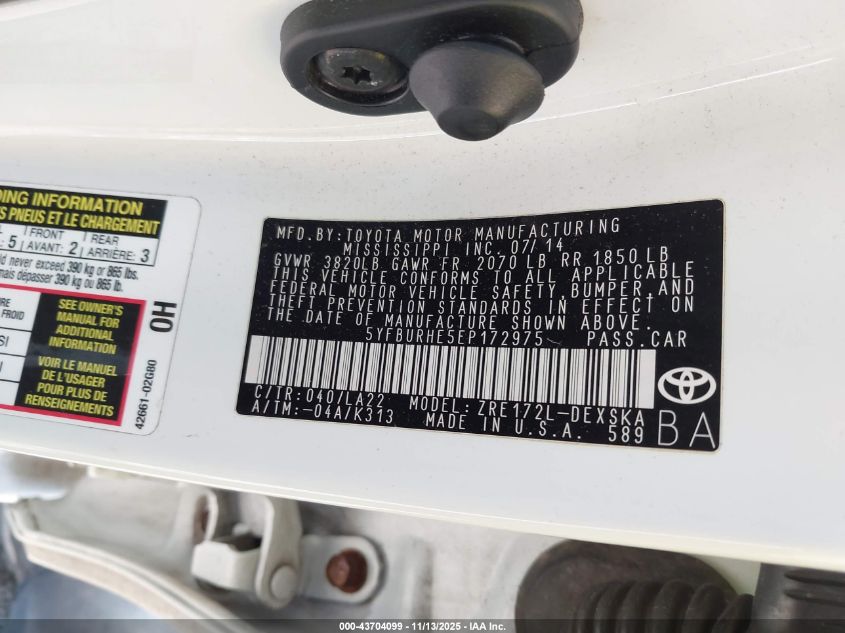 DING INFORMATION
S PNEUS ET LE CHARGEMENT
5 FRONT AVANT: 2 REAR ARRIÈRE: 3
ld never exceed 390 kg or 865 lbs.
mais dépasser 390 kg ou 865 lb.
SEE OWNER'S
MANUAL FOR
ADDITIONAL
INFORMATION
VOIR LE MANUEL
DE L'USAGER
POUR PLUS DE
RENSEIGNEMENTS
FROID
42661-02G80
OH
MFD. BY: TOYOTA MOTOR MANUFACTURING
MISSISSIPPI INC. 07/14
GVWR 3820LB GAWR FR 2070 LB RR 1850 LB
THIS VEHICLE CONFORMS TO ALL APPLICABLE
FEDERAL MOTOR VEHICLE SAFETY, BUMPER AND
THEFT PREVENTION STANDARDS IN EFFECT ON
THE DATE OF MANUFACTURE SHOWN ABOVE.
5YFBURHE5EP172975 PASS.CAR
C/TR: 040/LA22 MODEL: ZRE172L-DEXSKA
A/TM: -04A/K313 MADE IN U.S.A. 589
BA
000-43704099 - 11/13/2025 - IAA Inc.